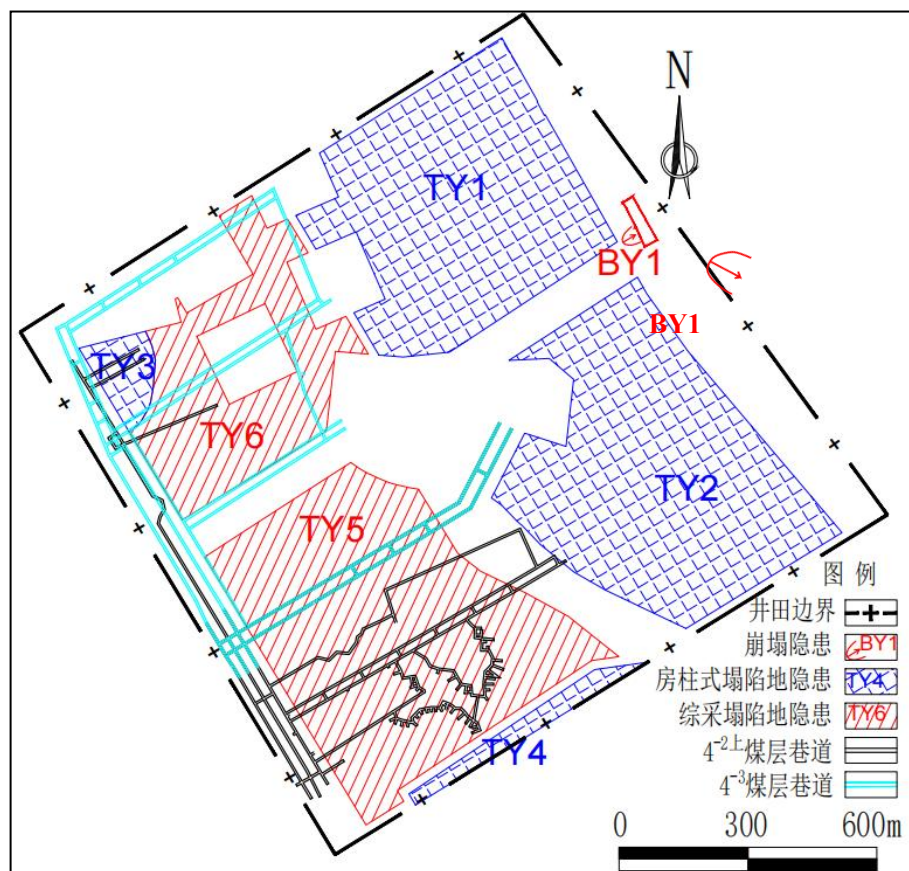 N
TY1
BY1
BY1
TY3
TY6
TY2
TY5
TY4
图 例
井田边界
崩塌隐患 BY1
房柱式塌陷地隐患 TY4
综采塌陷地隐患 TY6
4⁻²上煤层巷道
4⁻³煤层巷道
0 300 600m